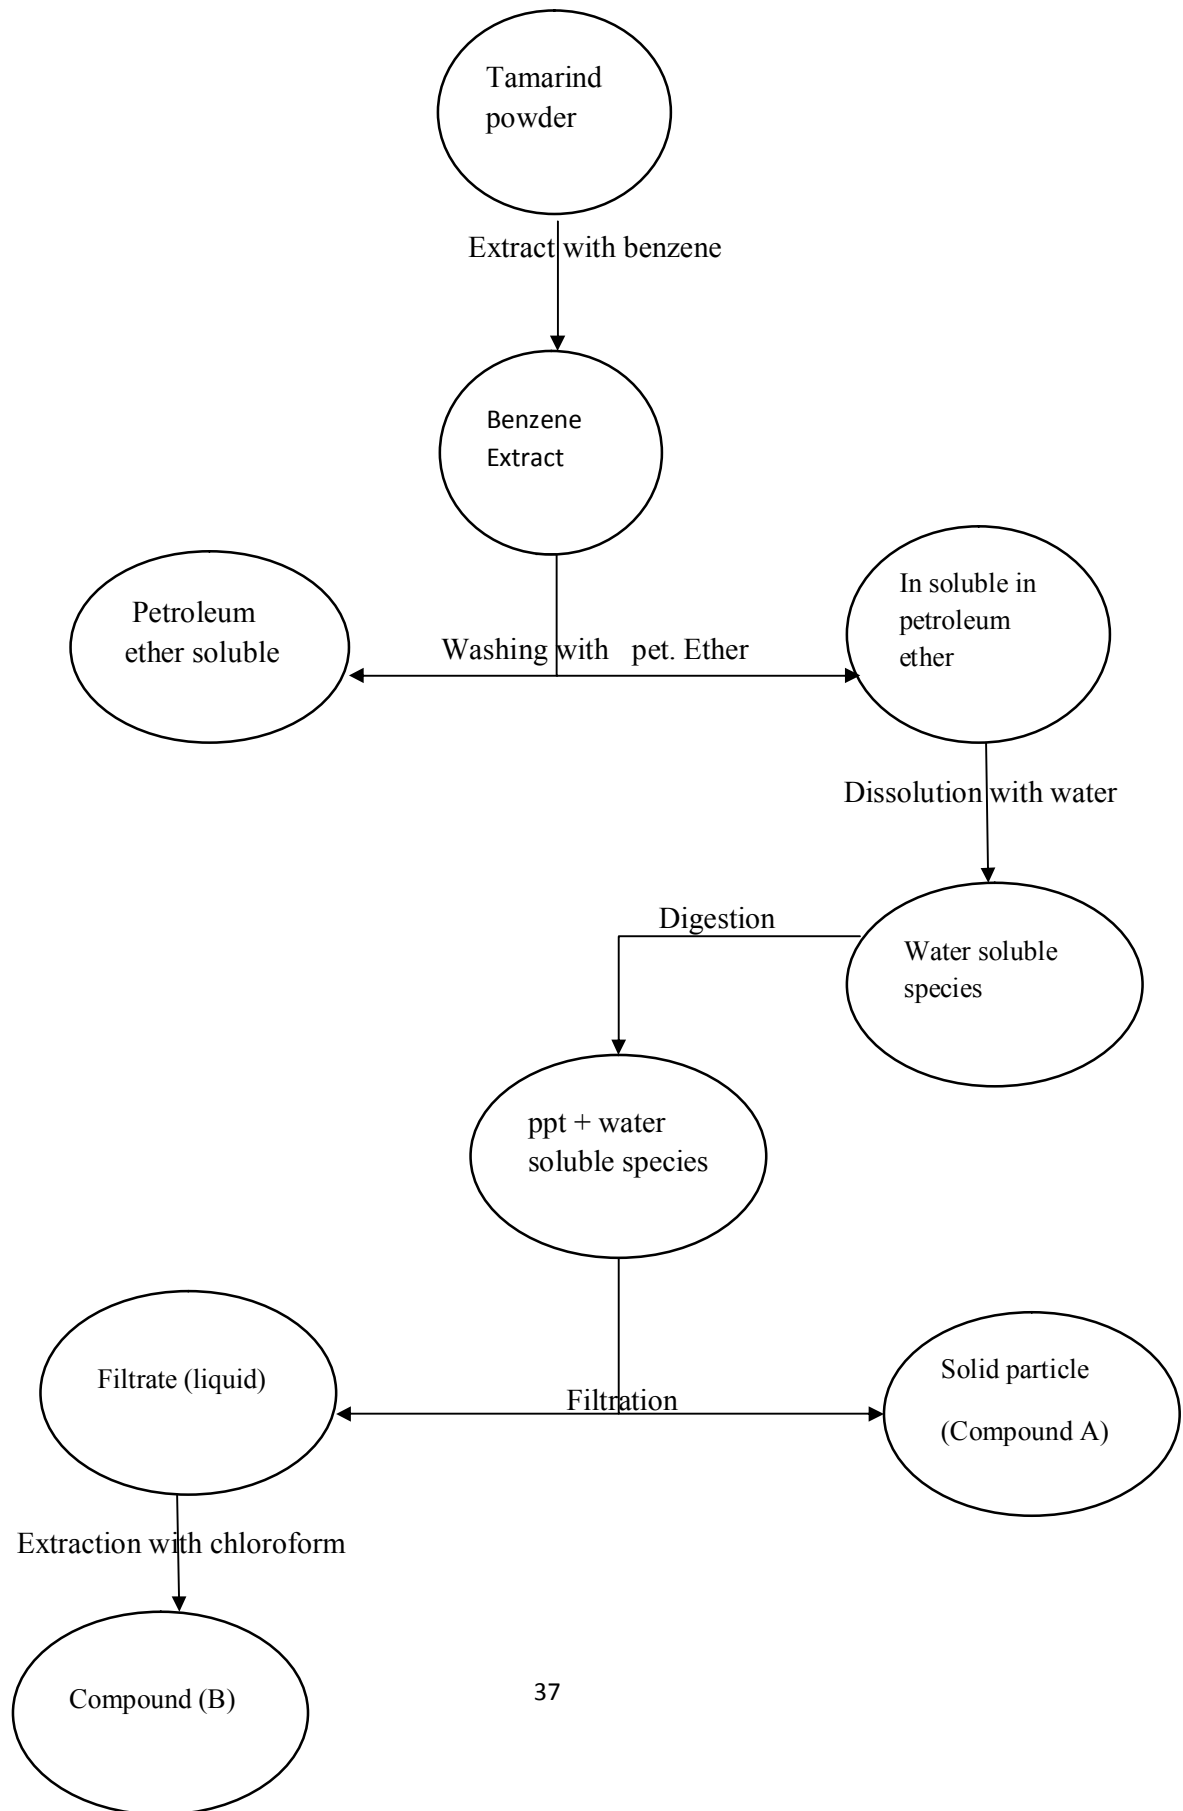 Tamarind
powder
Extract with benzene
Benzene
Extract
Petroleum
ether soluble
Washing with pet. Ether
In soluble in
petroleum
ether
Dissolution with water
Digestion
Water soluble
species
ppt + water
soluble species
Filtrate (liquid)
Filtration
Solid particle
(Compound A)
Extraction with chloroform
Compound (B)
37